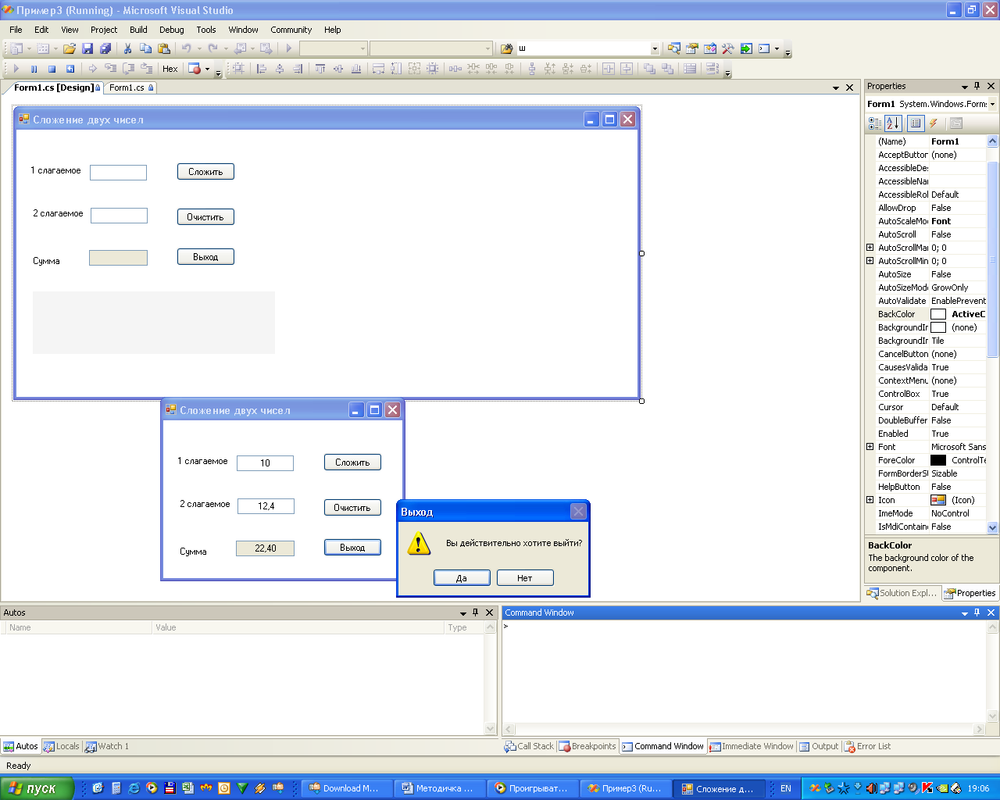 Пример3 (Running) - Microsoft Visual Studio
File Edit View Project Build Debug Tools Window Community Help
ш
Hex
Form1.cs [Design] Form1.cs
Сложение двух чисел
1 слагаемое Сложить
2 слагаемое Очистить
Сумма Выход
Сложение двух чисел
1 слагаемое 10 Сложить
2 слагаемое 12,4 Очистить
Сумма 22,40 Выход
Выход
Вы действительно хотите выйти?
Да Нет
Properties
Form1 System.Windows.Form
(Name) Form1
AcceptButton (none)
AccessibleDe
AccessibleNa
AccessibleRol Default
AllowDrop False
AutoScaleMo Font
AutoScroll False
AutoScrollMa 0; 0
AutoScrollMin 0; 0
AutoSize False
AutoSizeMod GrowOnly
AutoValidate EnablePrevent
BackColor ActiveC
BackgroundIr (none)
BackgroundIr Tile
CancelButton (none)
CausesValida True
ContextMenu (none)
ControlBox True
Cursor Default
DoubleBuffer False
Enabled True
Font Microsoft Sans
ForeColor ControlTe
FormBorderSt Sizable
HelpButton False
Icon (Icon)
ImeMode NoControl
IsMdiContain False
BackColor
The background color of the
component.
Solution Expl... Properties
Autos
Name Value Type
Autos Locals Watch 1
Command Window
>
Call Stack Breakpoints Command Window Immediate Window Output Error List
Ready
пуск Download M... Методичка ... Проигрыват... Пример3 (Ru... Сложение д... EN 19:06